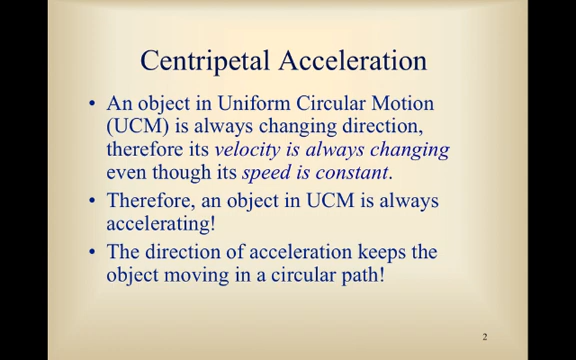 Centripetal Acceleration
• An object in Uniform Circular Motion
(UCM) is always changing direction,
therefore its velocity is always changing
even though its speed is constant.
• Therefore, an object in UCM is always
accelerating!
• The direction of acceleration keeps the
object moving in a circular path!
2